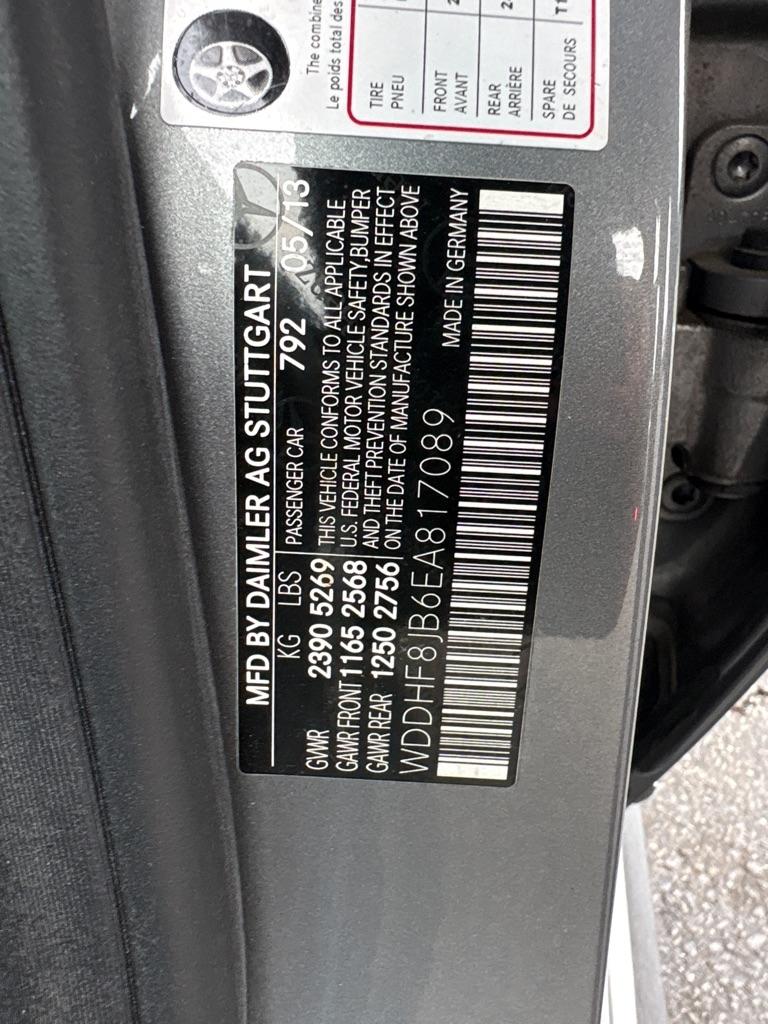 MFD BY DAIMLER AG STUTTGART
KG LBS PASSENGER CAR 792 05/13
GVWR 2390 5269 THIS VEHICLE CONFORMS TO ALL APPLICABLE
GAWR FRONT 1165 2568 U.S. FEDERAL MOTOR VEHICLE SAFETY,BUMPER
GAWR REAR 1250 2756 AND THEFT PREVENTION STANDARDS IN EFFECT
ON THE DATE OF MANUFACTURE SHOWN ABOVE
WDDHF8JB6EA817089 MADE IN GERMANY
The combine
Le poids total des
TIRE
PNEU
FRONT
AVANT
REAR
ARRIÈRE
SPARE
DE SECOURS